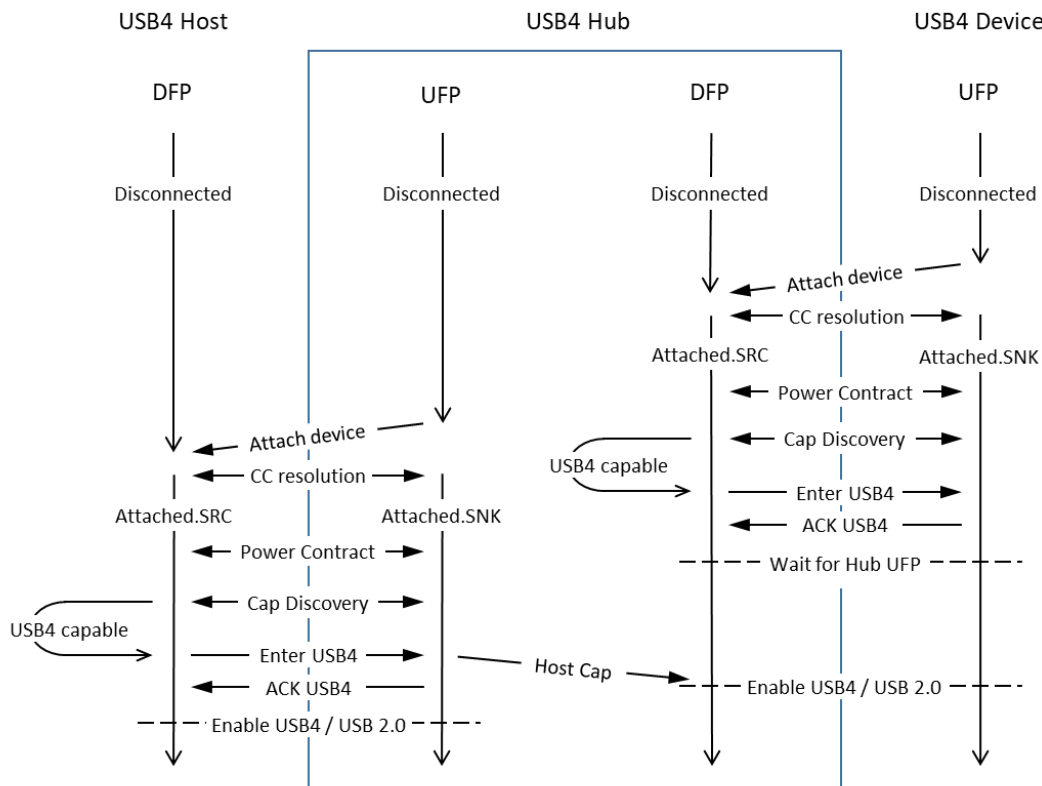 USB4 Host
USB4 Hub
USB4 Device
DFP
UFP
DFP
UFP
Disconnected
Disconnected
Disconnected
Disconnected
Attach device
CC resolution
Attached.SRC
Attached.SNK
Power Contract
Attach device
Cap Discovery
USB4 capable
CC resolution
Enter USB4
Attached.SRC
Attached.SNK
ACK USB4
Power Contract
Wait for Hub UFP
Cap Discovery
USB4 capable
Enter USB4
Host Cap
ACK USB4
Enable USB4 / USB 2.0
Enable USB4 / USB 2.0